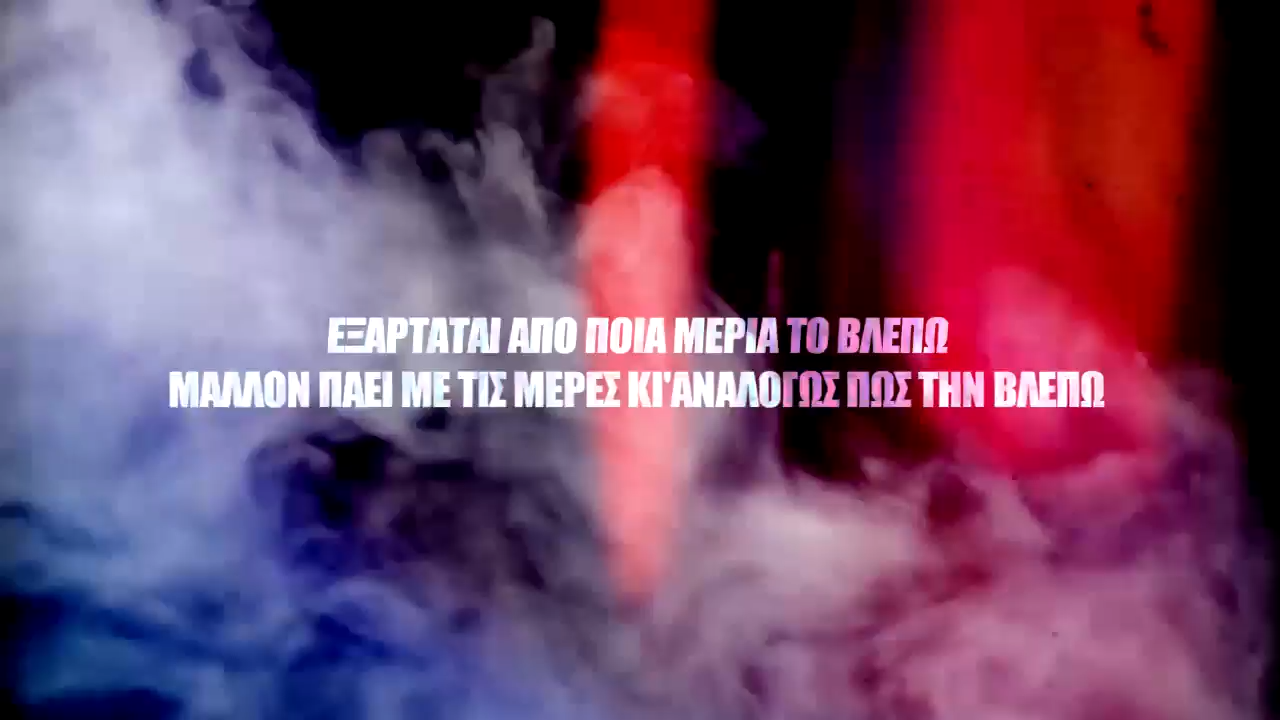 ΕΞΑΡΤΑΤΑΙ ΑΠΟ ΠΟΙΑ ΜΕΡΙΑ ΤΟ ΒΛΕΠΩ
ΜΑΛΛΟΝ ΠΑΕΙ ΜΕ ΤΙΣ ΜΕΡΕΣ ΚΙ'ΑΝΑΛΟΓΩΣ ΠΩΣ ΤΗΝ ΒΛΕΠΩ